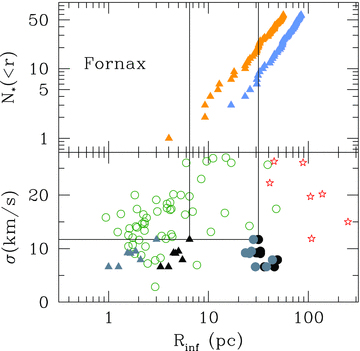 N*(<r)
50
10
5
1
Fornax
σ(km/s)
20
10
0
1
10
100
R_inf (pc)